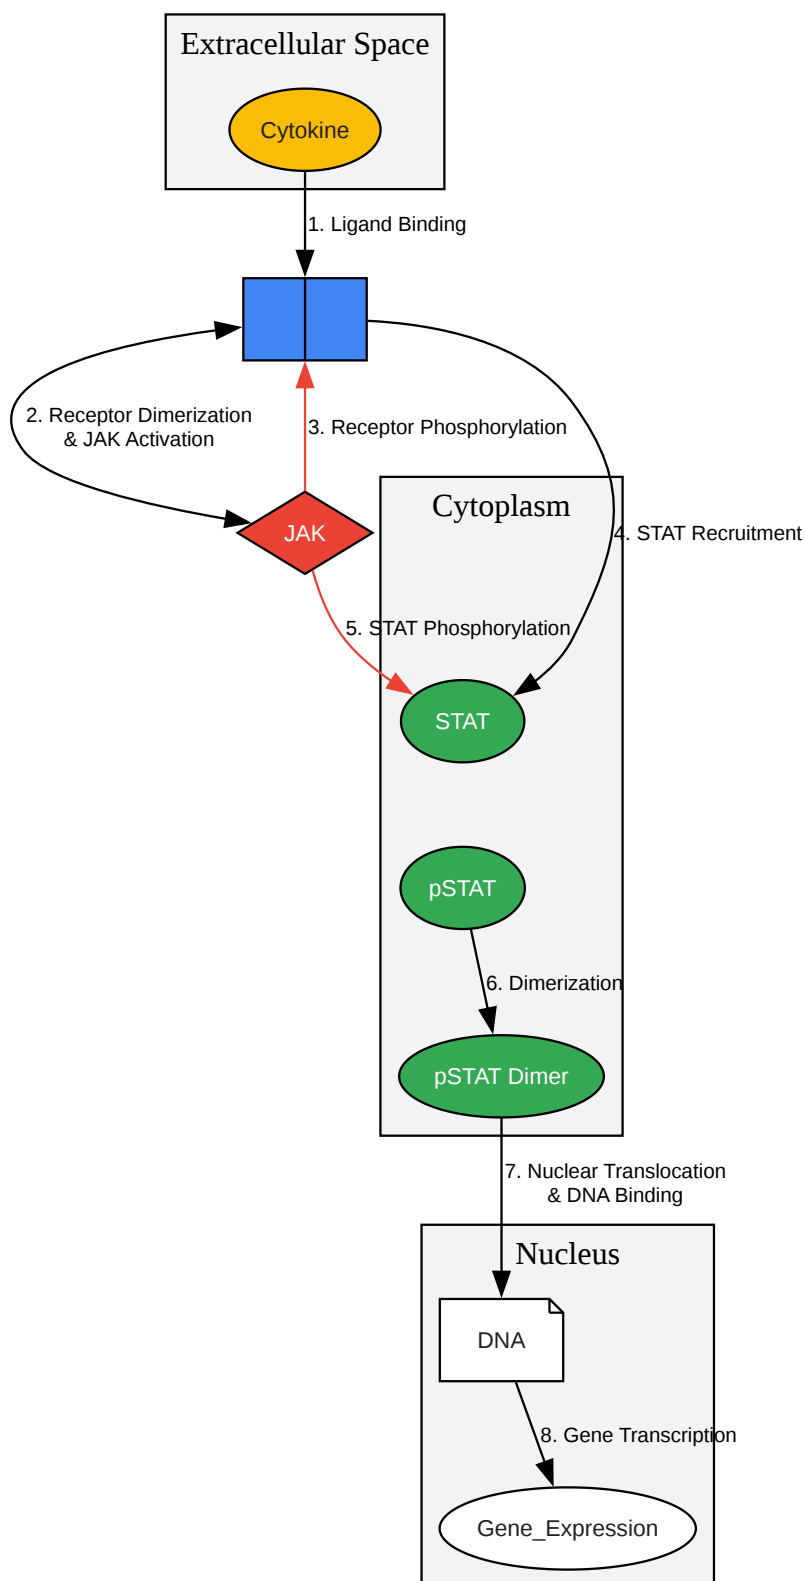 Extracellular Space
Cytokine
1. Ligand Binding
2. Receptor Dimerization
& JAK Activation
3. Receptor Phosphorylation
Cytoplasm
JAK
4. STAT Recruitment
5. STAT Phosphorylation
STAT
pSTAT
6. Dimerization
pSTAT Dimer
7. Nuclear Translocation
& DNA Binding
Nucleus
DNA
8. Gene Transcription
Gene_Expression